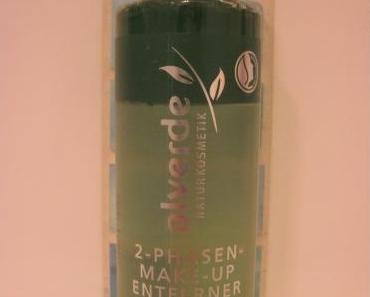 alverde
NATURKOSMETIK
2-PHASEN-
MAKE-UP
ENTFERNER